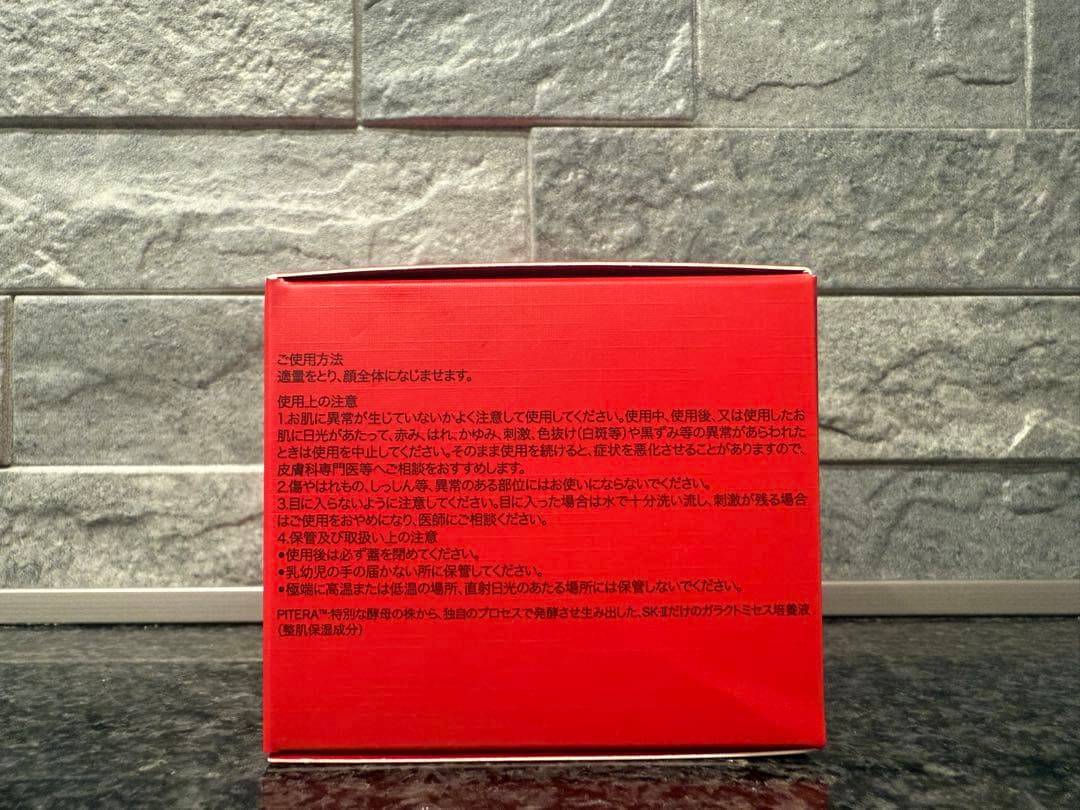 ご使用方法
適量をとり、顔全体になじませます。
使用上の注意
1.お肌に異常が生じていないかよく注意して使用してください。使用中、使用後、又は使用したお
肌に日光があたって、赤み、はれ、かゆみ、刺激、色抜け(白斑等)や黒ずみ等の異常があらわれた
ときは使用を中止してください。そのまま使用を続けると、症状を悪化させることがありますので、
皮膚科専門医等へご相談をおすすめします。
2.傷やはれもの、しっしん等、異常のある部位にはお使いにならないでください。
3.目に入らないように注意してください。目に入った場合は水で十分洗い流し、刺激が残る場合
はご使用をおやめになり、医師にご相談ください。
4.保管及び取扱い上の注意
●使用後は必ず蓋を閉めてください。
●乳幼児の手の届かない所に保管してください。
●極端に高温または低温の場所、直射日光のあたる場所には保管しないでください。
PITERA™:特別な酵母の株から、独自のプロセスで発酵させ生み出した、SK-Ⅱだけのガラクトミセス培養液
(整肌保湿成分)